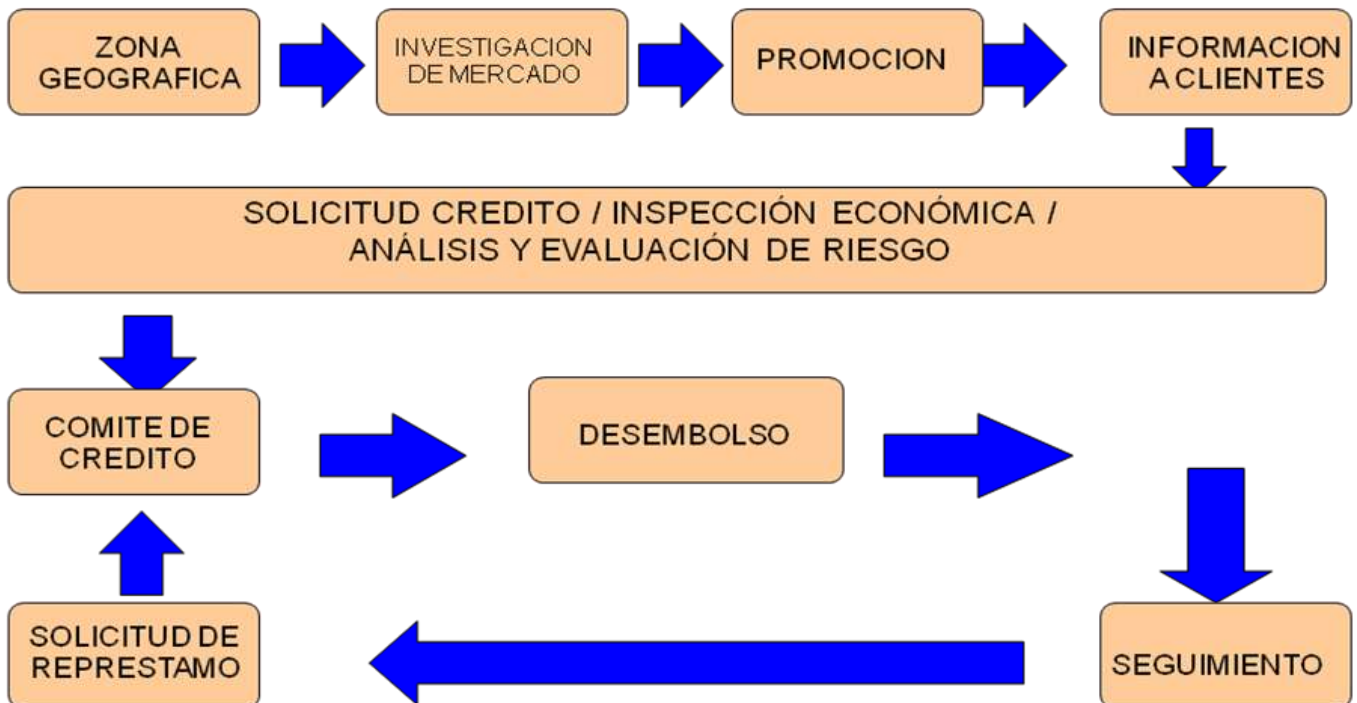 ZONA
GEOGRAFICA
INVESTIGACION
DE MERCADO
PROMOCION
INFORMACION
A CLIENTES
SOLICITUD CREDITO / INSPECCIÓN ECONÓMICA /
ANÁLISIS Y EVALUACIÓN DE RIESGO
COMITE DE
CREDITO
DESEMBOLSO
SOLICITUD DE
REPRESTAMO
SEGUIMIENTO